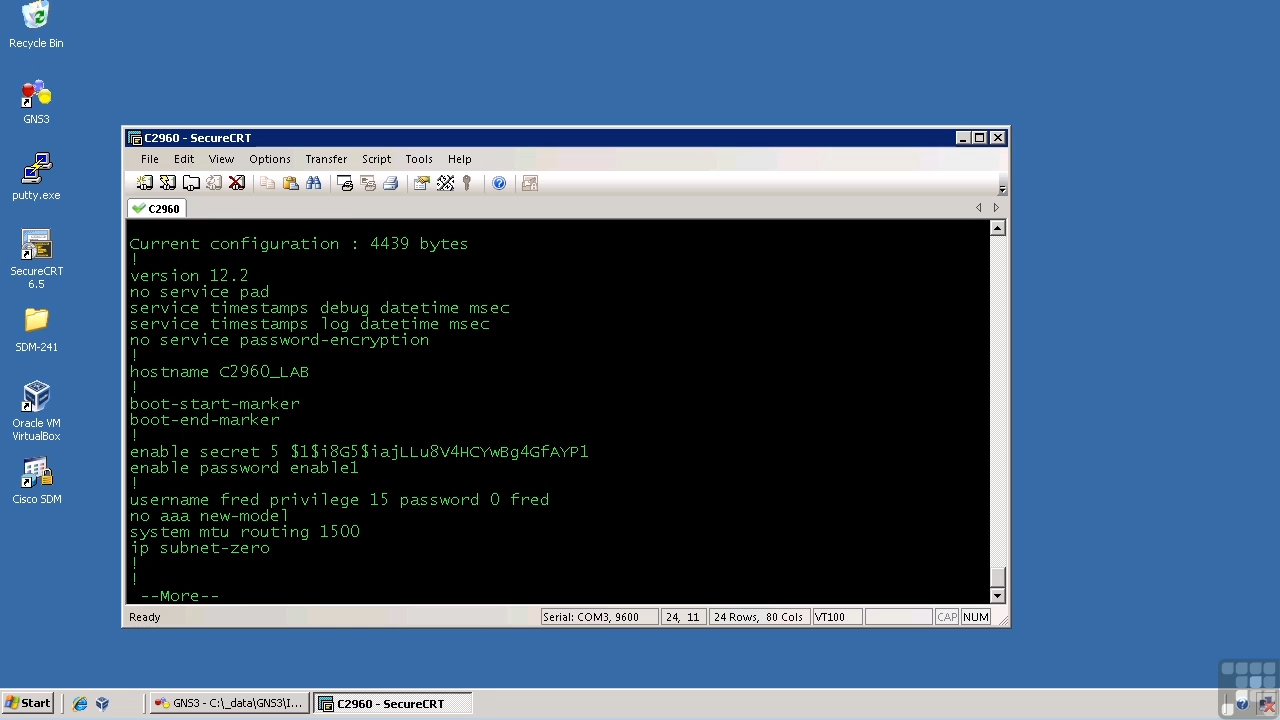 Recycle Bin
GNS3
putty.exe
SecureCRT
6.5
SDM-241
Oracle VM
VirtualBox
Cisco SDM
C2960 - SecureCRT
File Edit View Options Transfer Script Tools Help
C2960
Current configuration : 4439 bytes
!
version 12.2
no service pad
service timestamps debug datetime msec
service timestamps log datetime msec
no service password-encryption
!
hostname C2960_LAB
!
boot-start-marker
boot-end-marker
!
enable secret 5 $1$i8G5$iajLLu8V4HCYwBg4GfAYP1
enable password enable1
!
username fred privilege 15 password 0 fred
no aaa new-model
system mtu routing 1500
ip subnet-zero
!
!
--More--
Ready Serial: COM3, 9600 24, 11 24 Rows, 80 Cols VT100 CAP NUM
Start GNS3 - C:\_data\GNS3\I... C2960 - SecureCRT